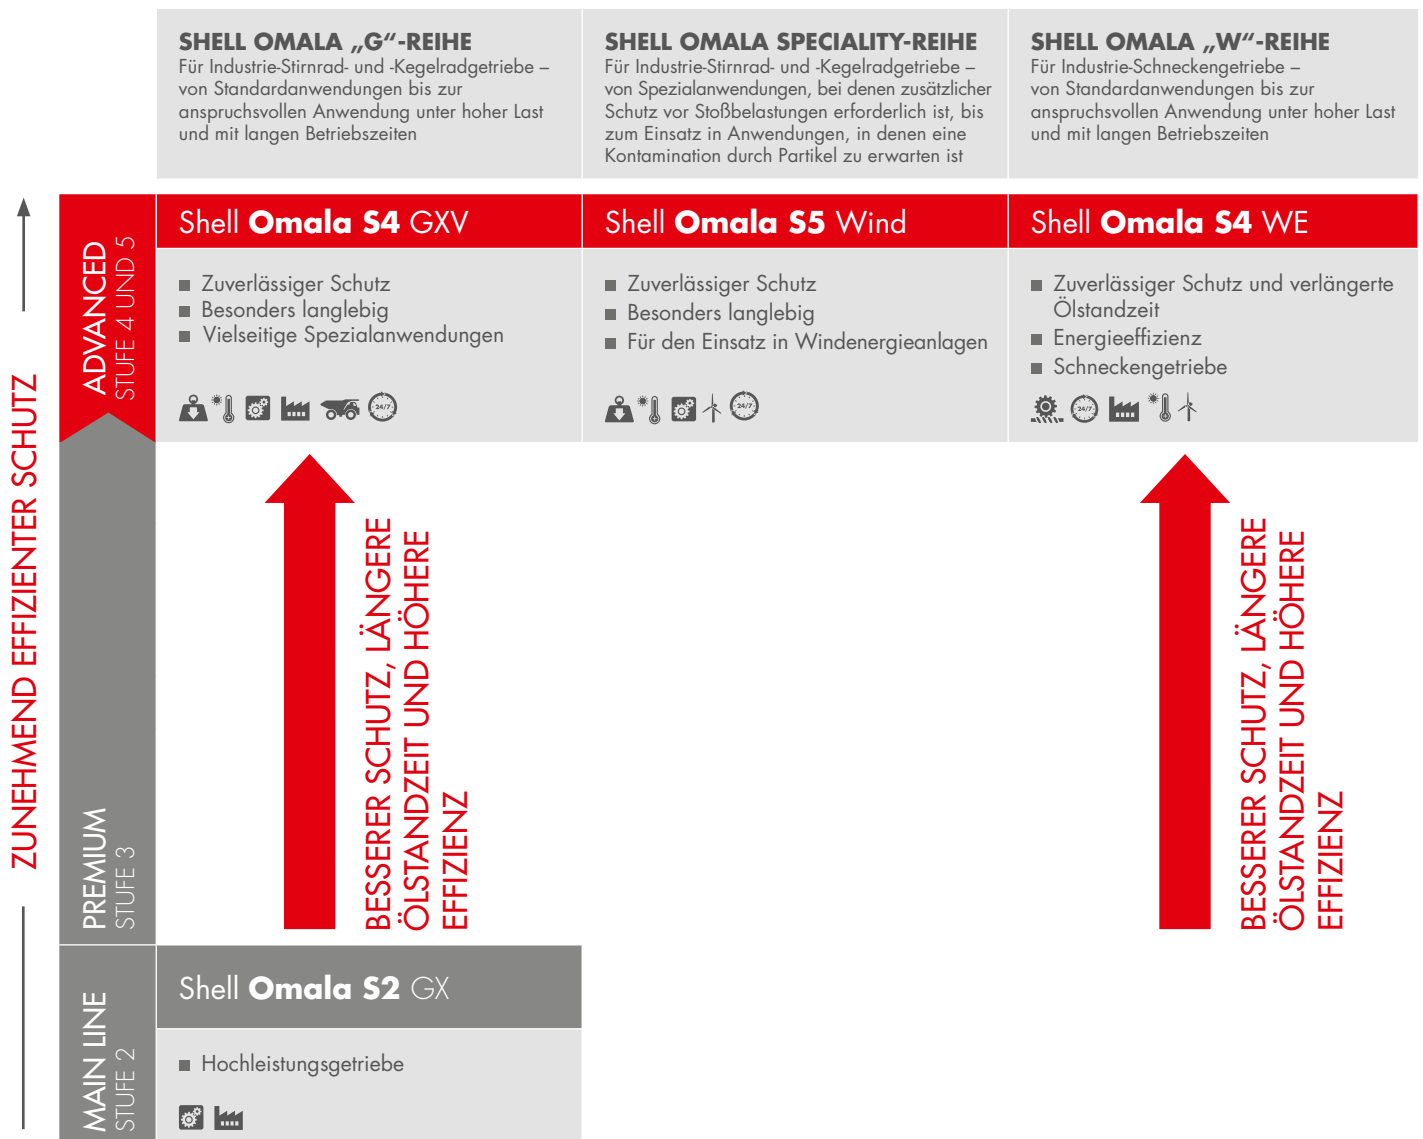 SHELL OMALA „G“-REIHE
Für Industrie-Stirnrad- und -Kegelradgetriebe –
von Standardanwendungen bis zur
anspruchsvollen Anwendung unter hoher Last
und mit langen Betriebszeiten
SHELL OMALA SPECIALITY-REIHE
Für Industrie-Stirnrad- und -Kegelradgetriebe –
von Spezialanwendungen, bei denen zusätzlicher
Schutz vor Stoßbelastungen erforderlich ist, bis
zum Einsatz in Anwendungen, in denen eine
Kontamination durch Partikel zu erwarten ist
SHELL OMALA „W“-REIHE
Für Industrie-Schneckengetriebe –
von Standardanwendungen bis zur
anspruchsvollen Anwendung unter hoher Last
und mit langen Betriebszeiten
ZUNEHMEND EFFIZIENTER SCHUTZ
ADVANCED
STUFE 4 UND 5
Shell Omala S4 GXV
■ Zuverlässiger Schutz
■ Besonders langlebig
■ Vielseitige Spezialanwendungen
24/7
Shell Omala S5 Wind
■ Zuverlässiger Schutz
■ Besonders langlebig
■ Für den Einsatz in Windenergieanlagen
24/7
Shell Omala S4 WE
■ Zuverlässiger Schutz und verlängerte
Ölstandzeit
■ Energieeffizienz
■ Schneckengetriebe
24/7
PREMIUM
STUFE 3
BESSERER SCHUTZ, LÄNGERE
ÖLSTANDZEIT UND HÖHERE
EFFIZIENZ
BESSERER SCHUTZ, LÄNGERE
ÖLSTANDZEIT UND HÖHERE
EFFIZIENZ
MAIN LINE
STUFE 2
Shell Omala S2 GX
■ Hochleistungsgetriebe